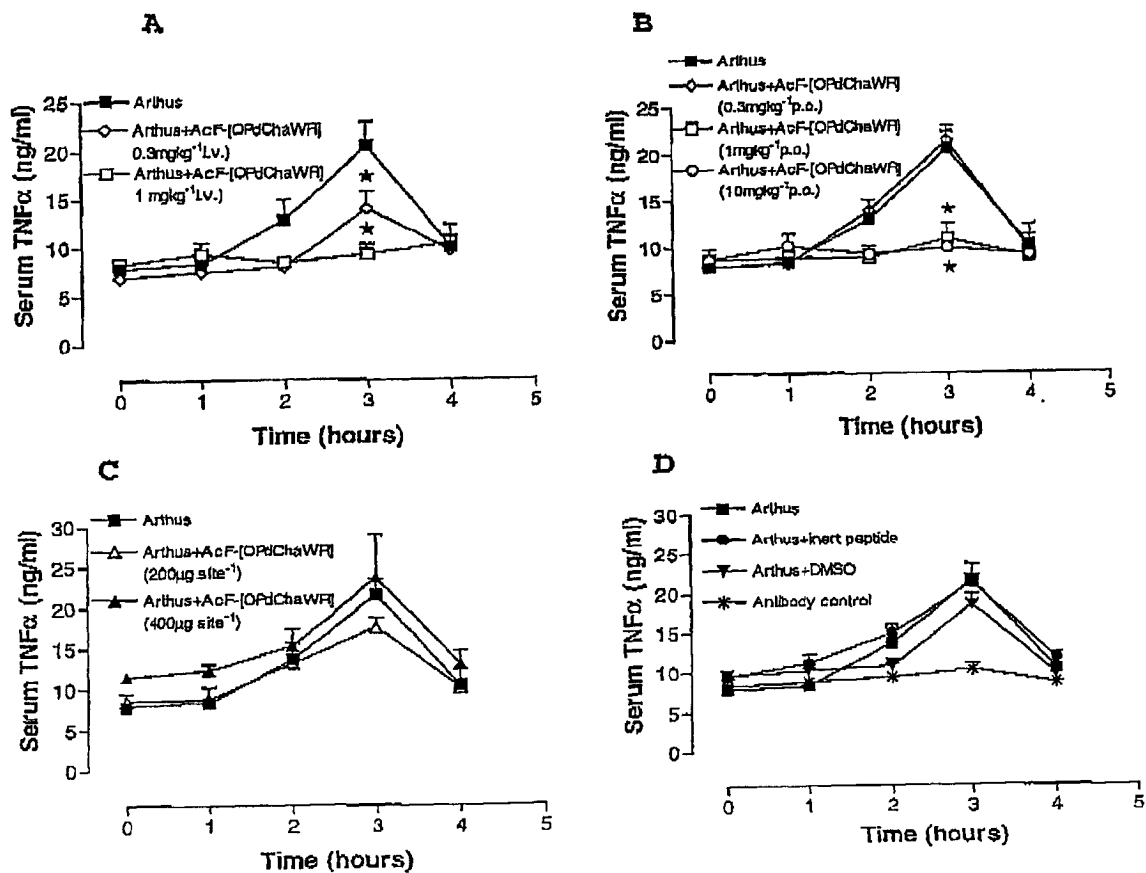 A
Arthus
Arthus+AcF-[OPdChaWR]
0.3mgkg⁻¹i.v.)
Arthus+AcF-[OPdChaWR]
1 mgkg⁻¹i.v.)
Serum TNFα (ng/ml)
25
20
15
10
5
0
0 1 2 3 4 5
Time (hours)
B
Arthus
Arthus+AcF-[OPdChaWR]
(0.3mgkg⁻¹p.o.)
Arthus+AcF-[OPdChaWR]
(1mgkg⁻¹p.o.)
Arthus+AcF-[OPdChaWR]
(10mgkg⁻¹p.o.)
Serum TNFα (ng/ml)
25
20
15
10
5
0
0 1 2 3 4 5
Time (hours)
C
Arthus
Arthus+AcF-[OPdChaWR]
(200µg site⁻¹)
Arthus+AcF-[OPdChaWR]
(400µg site⁻¹)
Serum TNFα (ng/ml)
30
25
20
15
10
5
0
0 1 2 3 4 5
Time (hours)
D
Arthus
Arthus+inert peptide
Arthus+DMSO
Antibody control
Serum TNFα (ng/ml)
30
25
20
15
10
5
0
0 1 2 3 4 5
Time (hours)